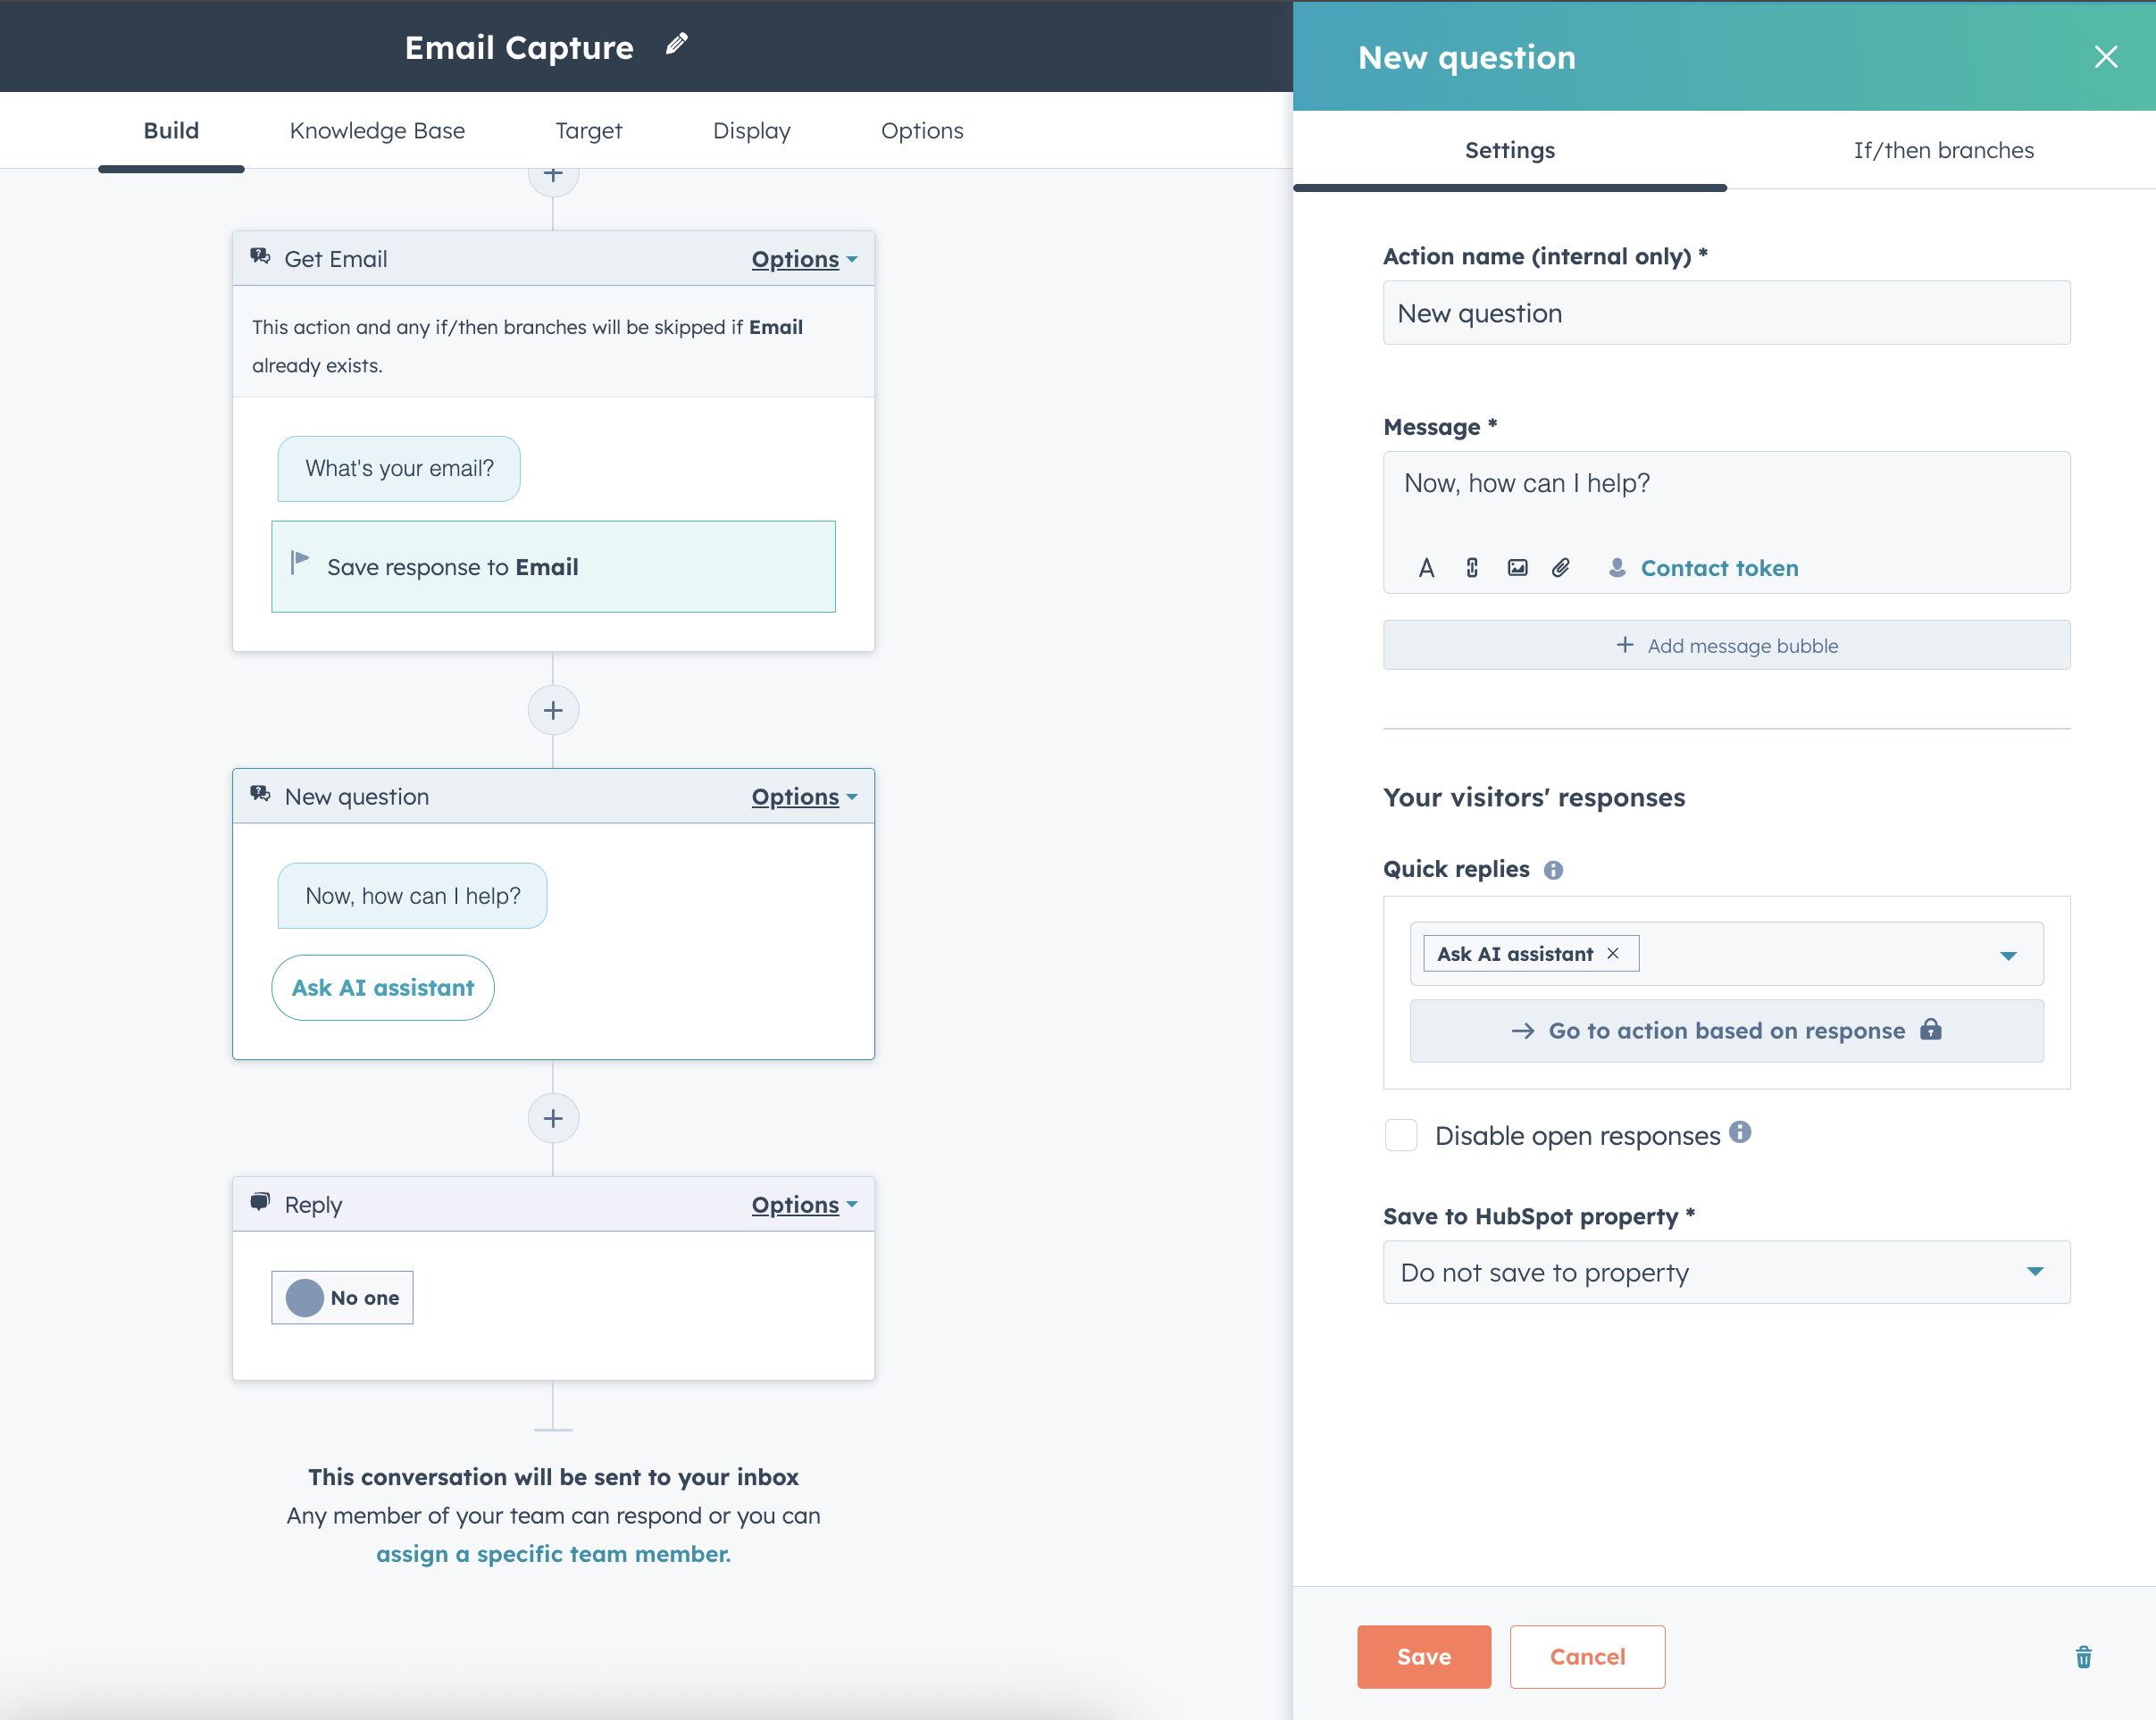 Email Capture
Build
Knowledge Base
Target
Display
Options
Get Email
Options
This action and any if/then branches will be skipped if Email
already exists.
What's your email?
Save response to Email
New question
Options
Now, how can I help?
Ask AI assistant
Reply
Options
No one
This conversation will be sent to your inbox
Any member of your team can respond or you can
assign a specific team member.
New question
Settings
If/then branches
Action name (internal only) *
New question
Message *
Now, how can I help?
Contact token
Add message bubble
Your visitors' responses
Quick replies
Ask AI assistant
Go to action based on response
Disable open responses
Save to HubSpot property *
Do not save to property
Save
Cancel